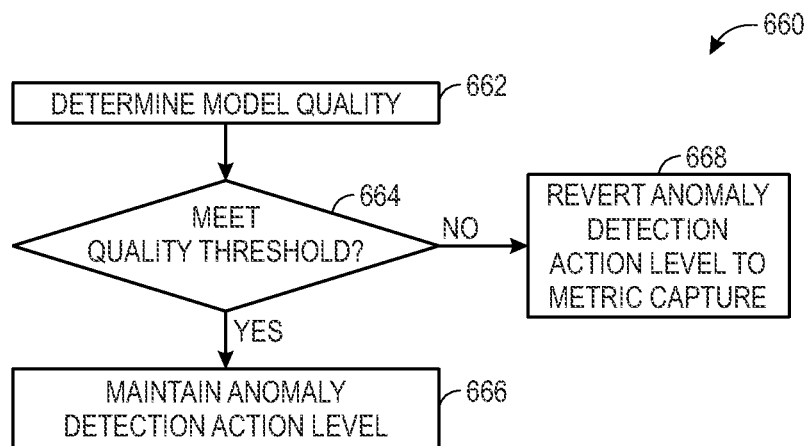 660
DETERMINE MODEL QUALITY
662
MEET
QUALITY THRESHOLD?
664
NO
668
REVERT ANOMALY
DETECTION
ACTION LEVEL TO
METRIC CAPTURE
YES
MAINTAIN ANOMALY
DETECTION ACTION LEVEL
666